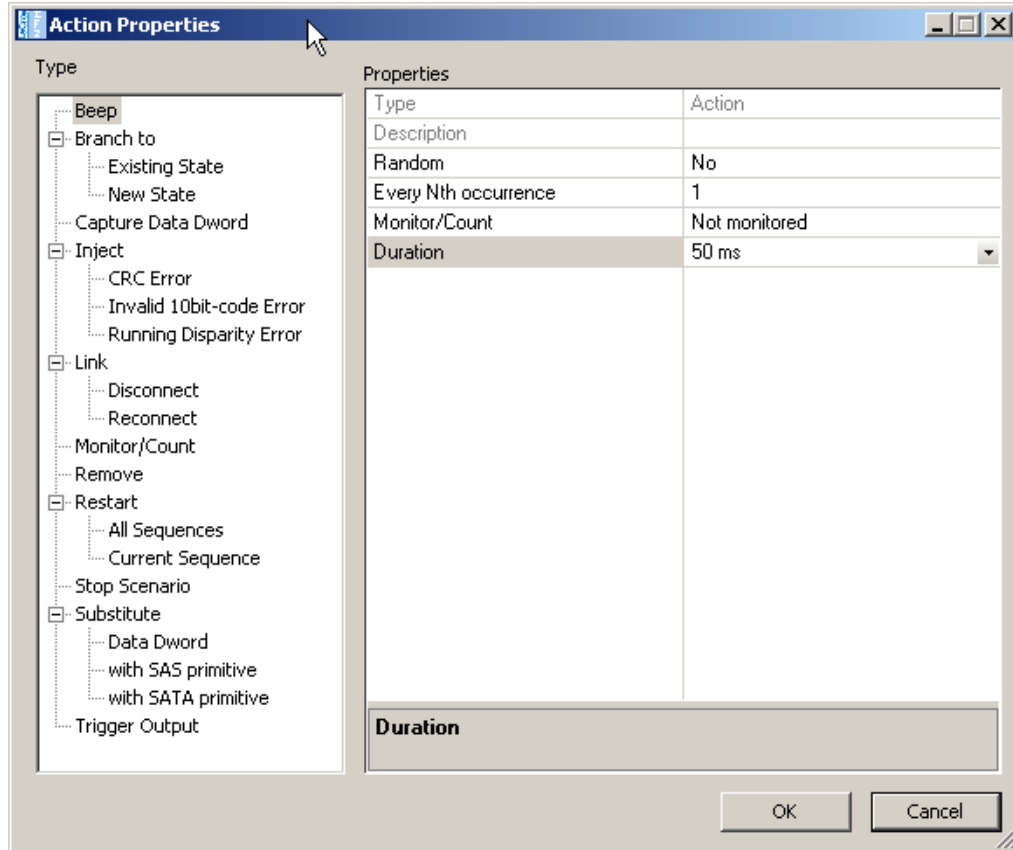 Action Properties
Type
Beep
Branch to
Existing State
New State
Capture Data Dword
Inject
CRC Error
Invalid 10bit-code Error
Running Disparity Error
Link
Disconnect
Reconnect
Monitor/Count
Remove
Restart
All Sequences
Current Sequence
Stop Scenario
Substitute
Data Dword
with SAS primitive
with SATA primitive
Trigger Output
Properties
Type Action
Description
Random No
Every Nth occurrence 1
Monitor/Count Not monitored
Duration 50 ms
Duration
OK Cancel